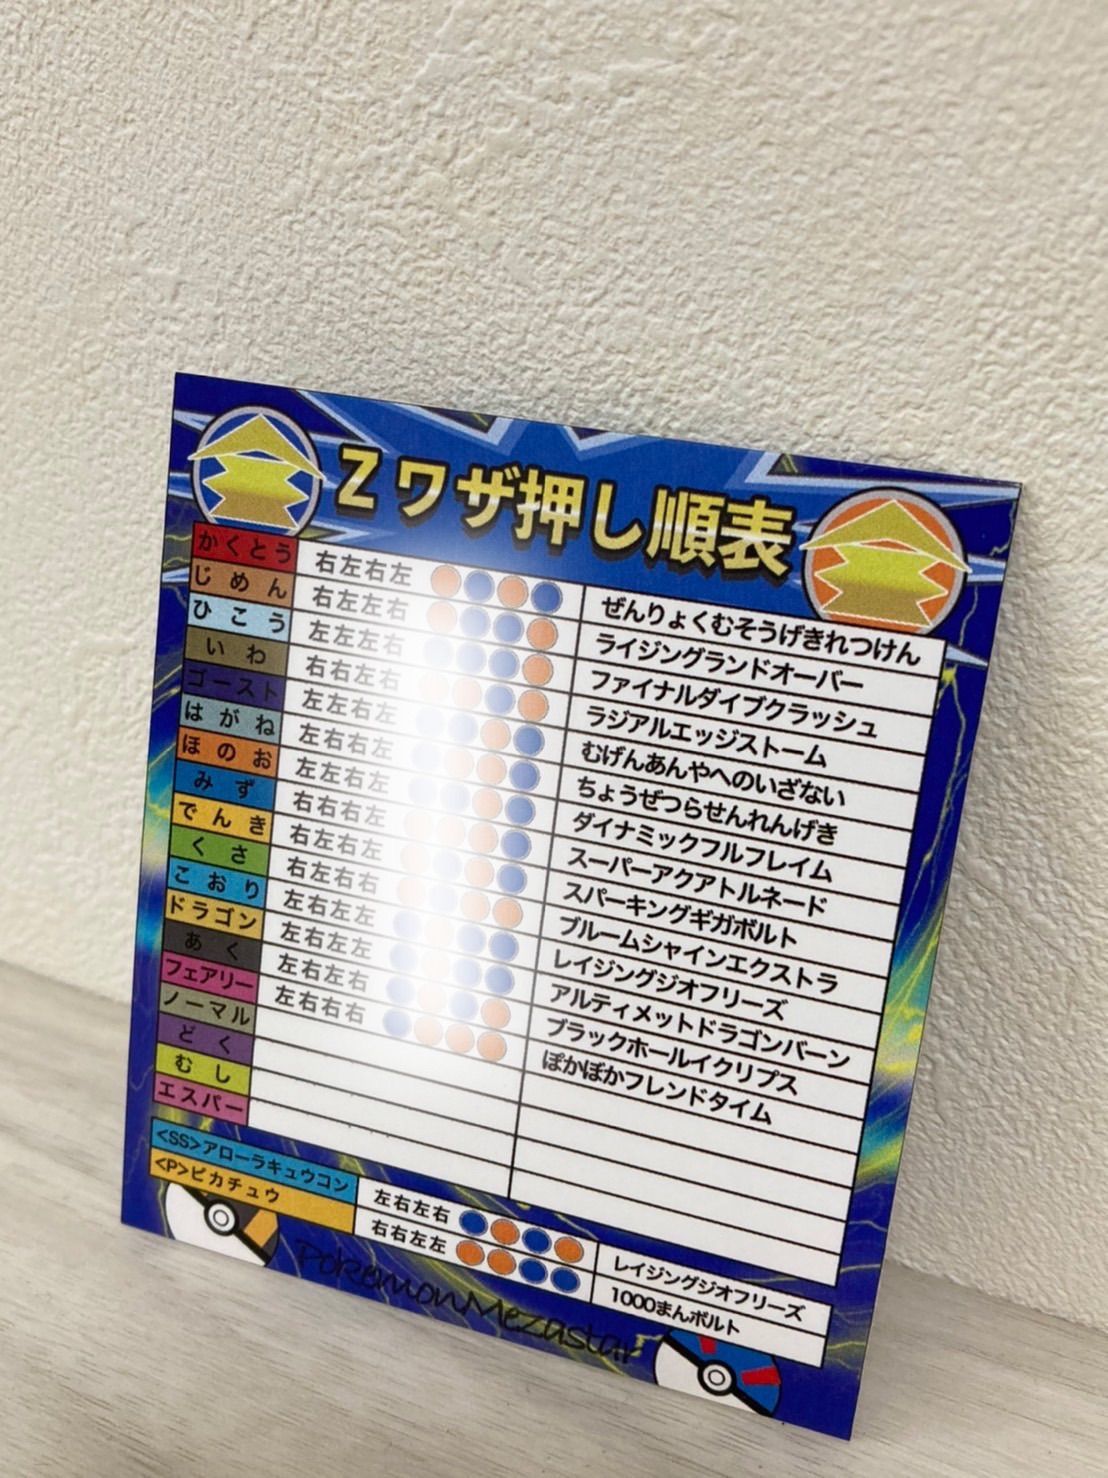 Zワザ押し順表
かくとう 右左右左 ぜんりょくむそうげきれつけん
じめん 右左左右 ライジングランドオーバー
ひこう 左左左右 ファイナルダイブクラッシュ
いわ 右右左右 ラジアルエッジストーム
ゴースト 左左右左 むげんあんやへのいざない
はがね 左右右左 ちょうぜつらせんれんげき
ほのお 左左右左 ダイナミックフルフレイム
みず 右右右左 スーパーアクアトルネード
でんき 右左右左 スパーキングギガボルト
くさ 右左右右 ブルームシャインエクストラ
こおり 左右左左 レイジングジオフリーズ
ドラゴン 左右左左 アルティメットドラゴンバーン
あく 左右左右 ブラックホールイクリプス
フェアリー 左右右右 ぽかぼかフレンドタイム
ノーマル
どく
むし
エスパー
<SS>アローラキュウコン 左右左右 レイジングジオフリーズ
<P>ピカチュウ 右右左左 1000まんボルト
PokemonMezastar